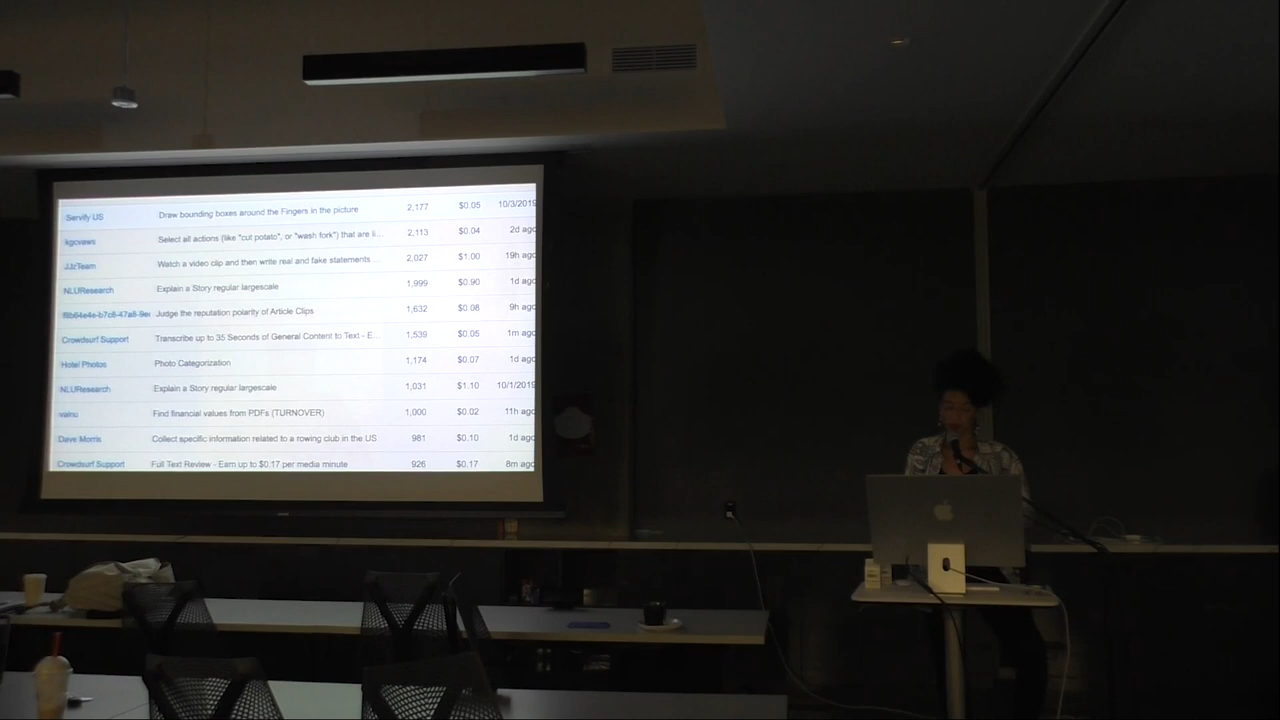 Servify US Draw bounding boxes around the Fingers in the picture 2,177 $0.05 10/3/2019
kgcvaws Select all actions (like "cut potato", or "wash fork") that are li... 2,113 $0.04 2d ago
JJzTeam Watch a video clip and then write real and fake statements ... 2,027 $1.00 19h ago
NLUResearch Explain a Story regular largescale 1,999 $0.90 1d ago
Judge the reputation polarity of Article Clips 1,632 $0.08 9h ago
Crowdsurf Support Transcribe up to 35 Seconds of General Content to Text - E... 1,539 $0.05 1m ago
Hotel Photos Photo Categorization 1,174 $0.07 1d ago
NLUResearch Explain a Story regular largescale 1,031 $1.10 10/1/2019
vainu Find financial values from PDFs (TURNOVER) 1,000 $0.02 11h ago
Dave Morris Collect specific information related to a rowing club in the US 981 $0.10 1d ago
Crowdsurf Support Full Text Review - Earn up to $0.17 per media minute 926 $0.17 8m ago